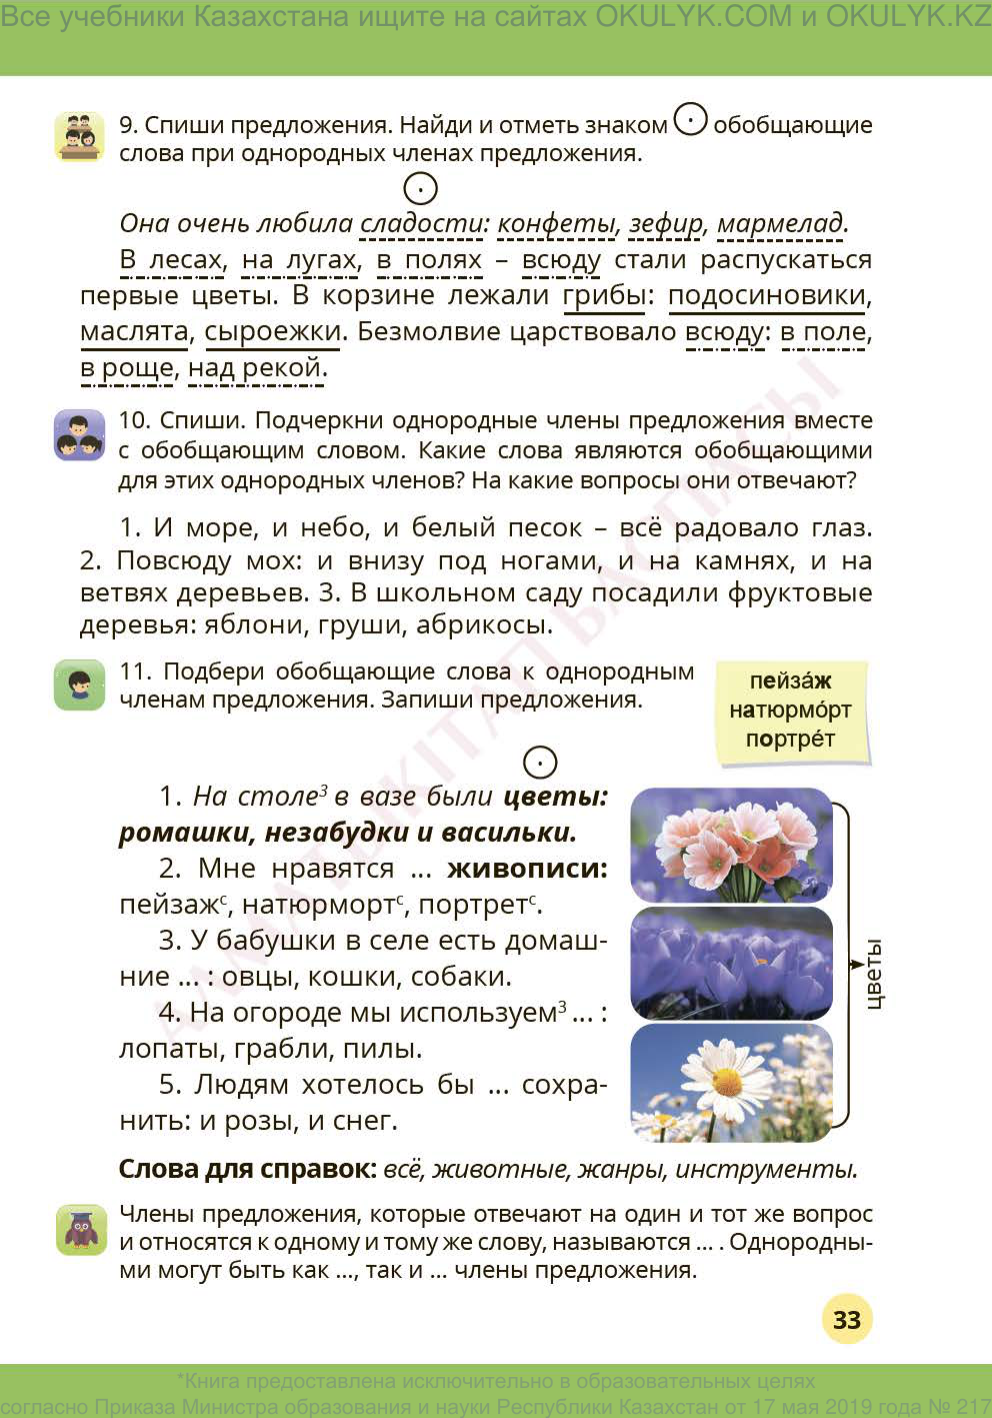 Все учебники Казахстана ищите на сайтах OKULYK.COM и OKULYK.KZ
9. Спиши предложения. Найди и отметь знаком обобщающие
слова при однородных членах предложения.
Она очень любила сладости: конфеты, зефир, мармелад.
В лесах, на лугах, в полях – всюду стали распускаться
первые цветы. В корзине лежали грибы: подосиновики,
маслята, сыроежки. Безмолвие царствовало всюду: в поле,
в роще, над рекой.
10. Спиши. Подчеркни однородные члены предложения вместе
с обобщающим словом. Какие слова являются обобщающими
для этих однородных членов? На какие вопросы они отвечают?
1. И море, и небо, и белый песок – всё радовало глаз.
2. Повсюду мох: и внизу под ногами, и на камнях, и на
ветвях деревьев. 3. В школьном саду посадили фруктовые
деревья: яблони, груши, абрикосы.
11. Подбери обобщающие слова к однородным
членам предложения. Запиши предложения.
пейза́ж
натюрмо́рт
портре́т
1. На столе³ в вазе были цветы:
ромашки, незабудки и васильки.
2. Мне нравятся ... живописи:
пейзажᶜ, натюрмортᶜ, портретᶜ.
3. У бабушки в селе есть домаш-
ние ... : овцы, кошки, собаки.
4. На огороде мы используем³ ... :
лопаты, грабли, пилы.
5. Людям хотелось бы ... сохра-
нить: и розы, и снег.
цветы
Слова для справок: всё, животные, жанры, инструменты.
Члены предложения, которые отвечают на один и тот же вопрос
и относятся к одному и тому же слову, называются ... . Однородны-
ми могут быть как ..., так и ... члены предложения.
33
АЛМАТЫКІТАП БАСПАСЫ
*Книга предоставлена исключительно в образовательных целях
согласно Приказа Министра образования и науки Республики Казахстан от 17 мая 2019 года № 217